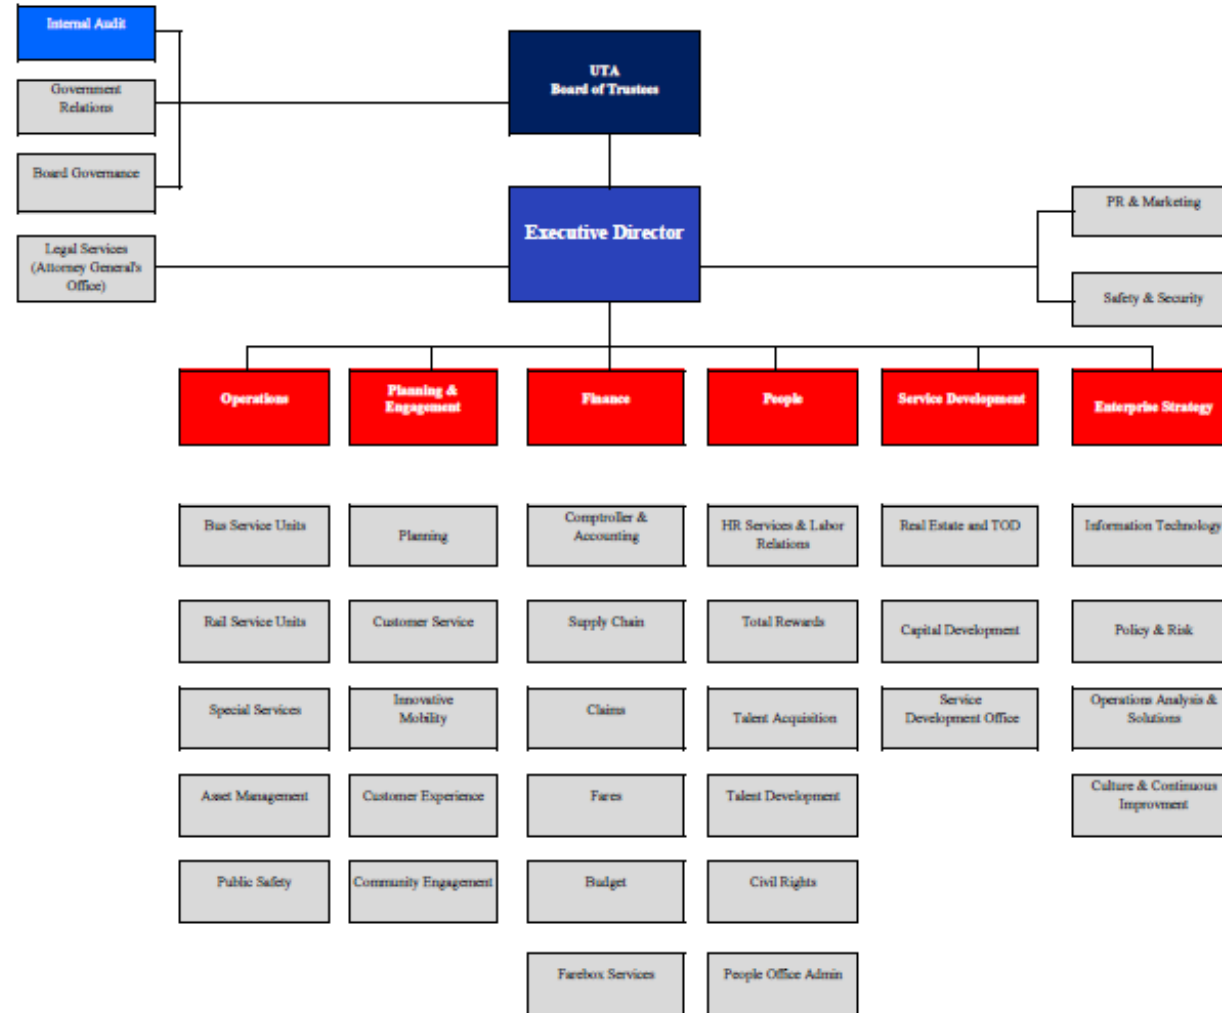 Internal Audit
UTA
Board of Trustees
Government
Relations
Board Governance
Executive Director
PR & Marketing
Legal Services
(Attorney General's
Office)
Safety & Security
Operations
Planning &
Engagement
Finance
People
Service Development
Enterprise Strategy
Bus Service Units
Planning
Comptroller &
Accounting
HR Services & Labor
Relations
Real Estate and TOD
Information Technology
Rail Service Units
Customer Service
Supply Chain
Total Rewards
Capital Development
Policy & Risk
Special Services
Innovative
Mobility
Claims
Talent Acquisition
Service
Development Office
Operations Analysis &
Solutions
Asset Management
Customer Experience
Fares
Talent Development
Culture & Continuous
Improvment
Public Safety
Community Engagement
Budget
Civil Rights
Farebox Services
People Office Admin